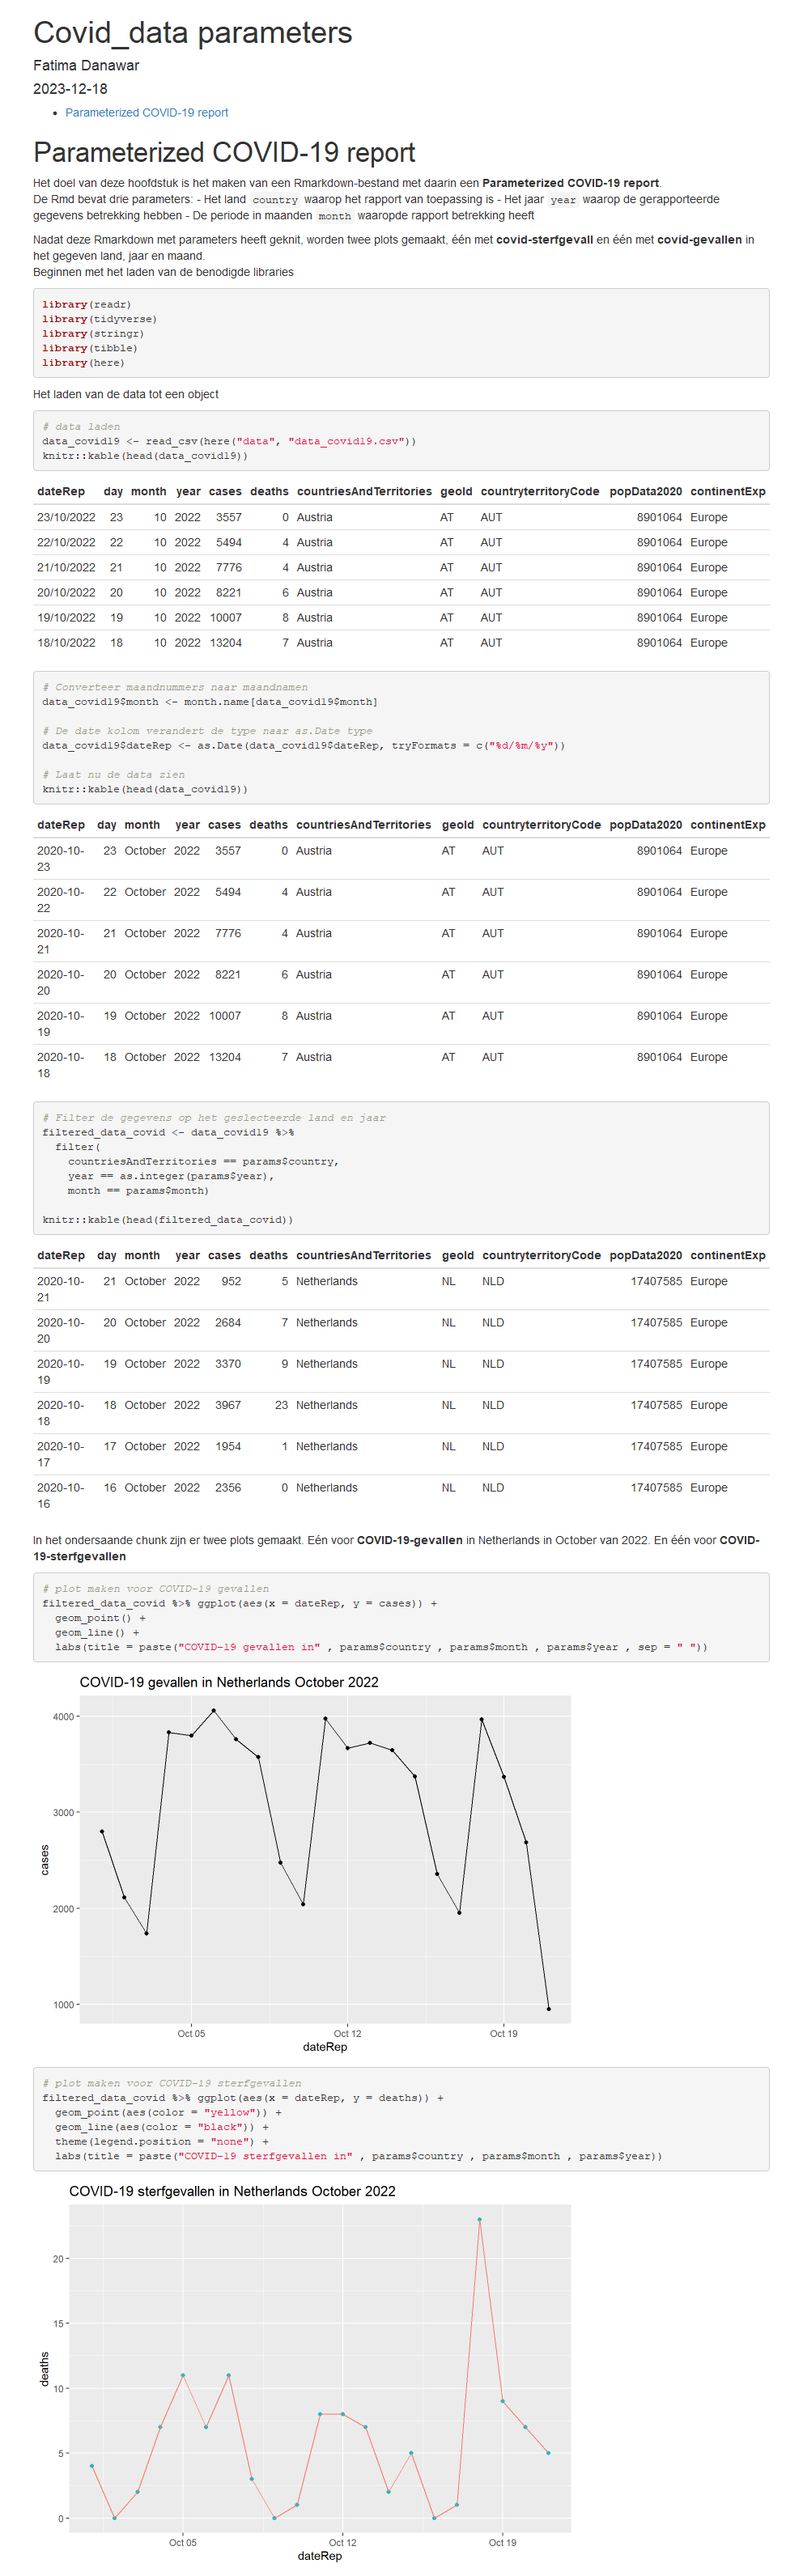 Covid_data parameters
Fatima Danawar
2023-12-18
• Parameterized COVID-19 report
Parameterized COVID-19 report
Het doel van deze hoofdstuk is het maken van een Rmarkdown-bestand met daarin een Parameterized COVID-19 report.
De Rmd bevat drie parameters: - Het land country waarop het rapport van toepassing is - Het jaar year waarop de gerapporteerde
gegevens betrekking hebben - De periode in maanden month waaropde rapport betrekking heeft
Nadat deze Rmarkdown met parameters heeft geknit, worden twee plots gemaakt, één met covid-sterfgevall en één met covid-gevallen in
het gegeven land, jaar en maand.
Beginnen met het laden van de benodigde libraries
library(readr)
library(tidyverse)
library(stringr)
library(tibble)
library(here)
Het laden van de data tot een object
# data laden
data_covid19 <- read_csv(here("data", "data_covid19.csv"))
knitr::kable(head(data_covid19))
dateRep day month year cases deaths countriesAndTerritories geoId countryterritoryCode popData2020 continentExp
23/10/2022 23 10 2022 3557 0 Austria AT AUT 8901064 Europe
22/10/2022 22 10 2022 5494 4 Austria AT AUT 8901064 Europe
21/10/2022 21 10 2022 7776 4 Austria AT AUT 8901064 Europe
20/10/2022 20 10 2022 8221 6 Austria AT AUT 8901064 Europe
19/10/2022 19 10 2022 10007 8 Austria AT AUT 8901064 Europe
18/10/2022 18 10 2022 13204 7 Austria AT AUT 8901064 Europe
# Converteer maandnummers naar maandnamen
data_covid19$month <- month.name[data_covid19$month]
# De date kolom verandert de type naar as.Date type
data_covid19$dateRep <- as.Date(data_covid19$dateRep, tryFormats = c("%d/%m/%y"))
# Laat nu de data zien
knitr::kable(head(data_covid19))
dateRep day month year cases deaths countriesAndTerritories geoId countryterritoryCode popData2020 continentExp
2020-10- 23 October 2022 3557 0 Austria AT AUT 8901064 Europe
23
2020-10- 22 October 2022 5494 4 Austria AT AUT 8901064 Europe
22
2020-10- 21 October 2022 7776 4 Austria AT AUT 8901064 Europe
21
2020-10- 20 October 2022 8221 6 Austria AT AUT 8901064 Europe
20
2020-10- 19 October 2022 10007 8 Austria AT AUT 8901064 Europe
19
2020-10- 18 October 2022 13204 7 Austria AT AUT 8901064 Europe
18
# Filter de gegevens op het geslecteerde land en jaar
filtered_data_covid <- data_covid19 %>%
filter(
countriesAndTerritories == params$country,
year == as.integer(params$year),
month == params$month)
knitr::kable(head(filtered_data_covid))
dateRep day month year cases deaths countriesAndTerritories geoId countryterritoryCode popData2020 continentExp
2020-10- 21 October 2022 952 5 Netherlands NL NLD 17407585 Europe
21
2020-10- 20 October 2022 2684 7 Netherlands NL NLD 17407585 Europe
20
2020-10- 19 October 2022 3370 9 Netherlands NL NLD 17407585 Europe
19
2020-10- 18 October 2022 3967 23 Netherlands NL NLD 17407585 Europe
18
2020-10- 17 October 2022 1954 1 Netherlands NL NLD 17407585 Europe
17
2020-10- 16 October 2022 2356 0 Netherlands NL NLD 17407585 Europe
16
In het ondersaande chunk zijn er twee plots gemaakt. Eén voor COVID-19-gevallen in Netherlands in October van 2022. En één voor COVID-
19-sterfgevallen
# plot maken voor COVID-19 gevallen
filtered_data_covid %>% ggplot(aes(x = dateRep, y = cases)) +
geom_point() +
geom_line() +
labs(title = paste("COVID-19 gevallen in" , params$country , params$month , params$year , sep = " "))
COVID-19 gevallen in Netherlands October 2022
4000
3000
cases
2000
1000
Oct 05 Oct 12 Oct 19
dateRep
# plot maken voor COVID-19 sterfgevallen
filtered_data_covid %>% ggplot(aes(x = dateRep, y = deaths)) +
geom_point(aes(color = "yellow")) +
geom_line(aes(color = "black")) +
theme(legend.position = "none") +
labs(title = paste("COVID-19 sterfgevallen in" , params$country , params$month , params$year))
COVID-19 sterfgevallen in Netherlands October 2022
20
15
deaths
10
5
0
Oct 05 Oct 12 Oct 19
dateRep